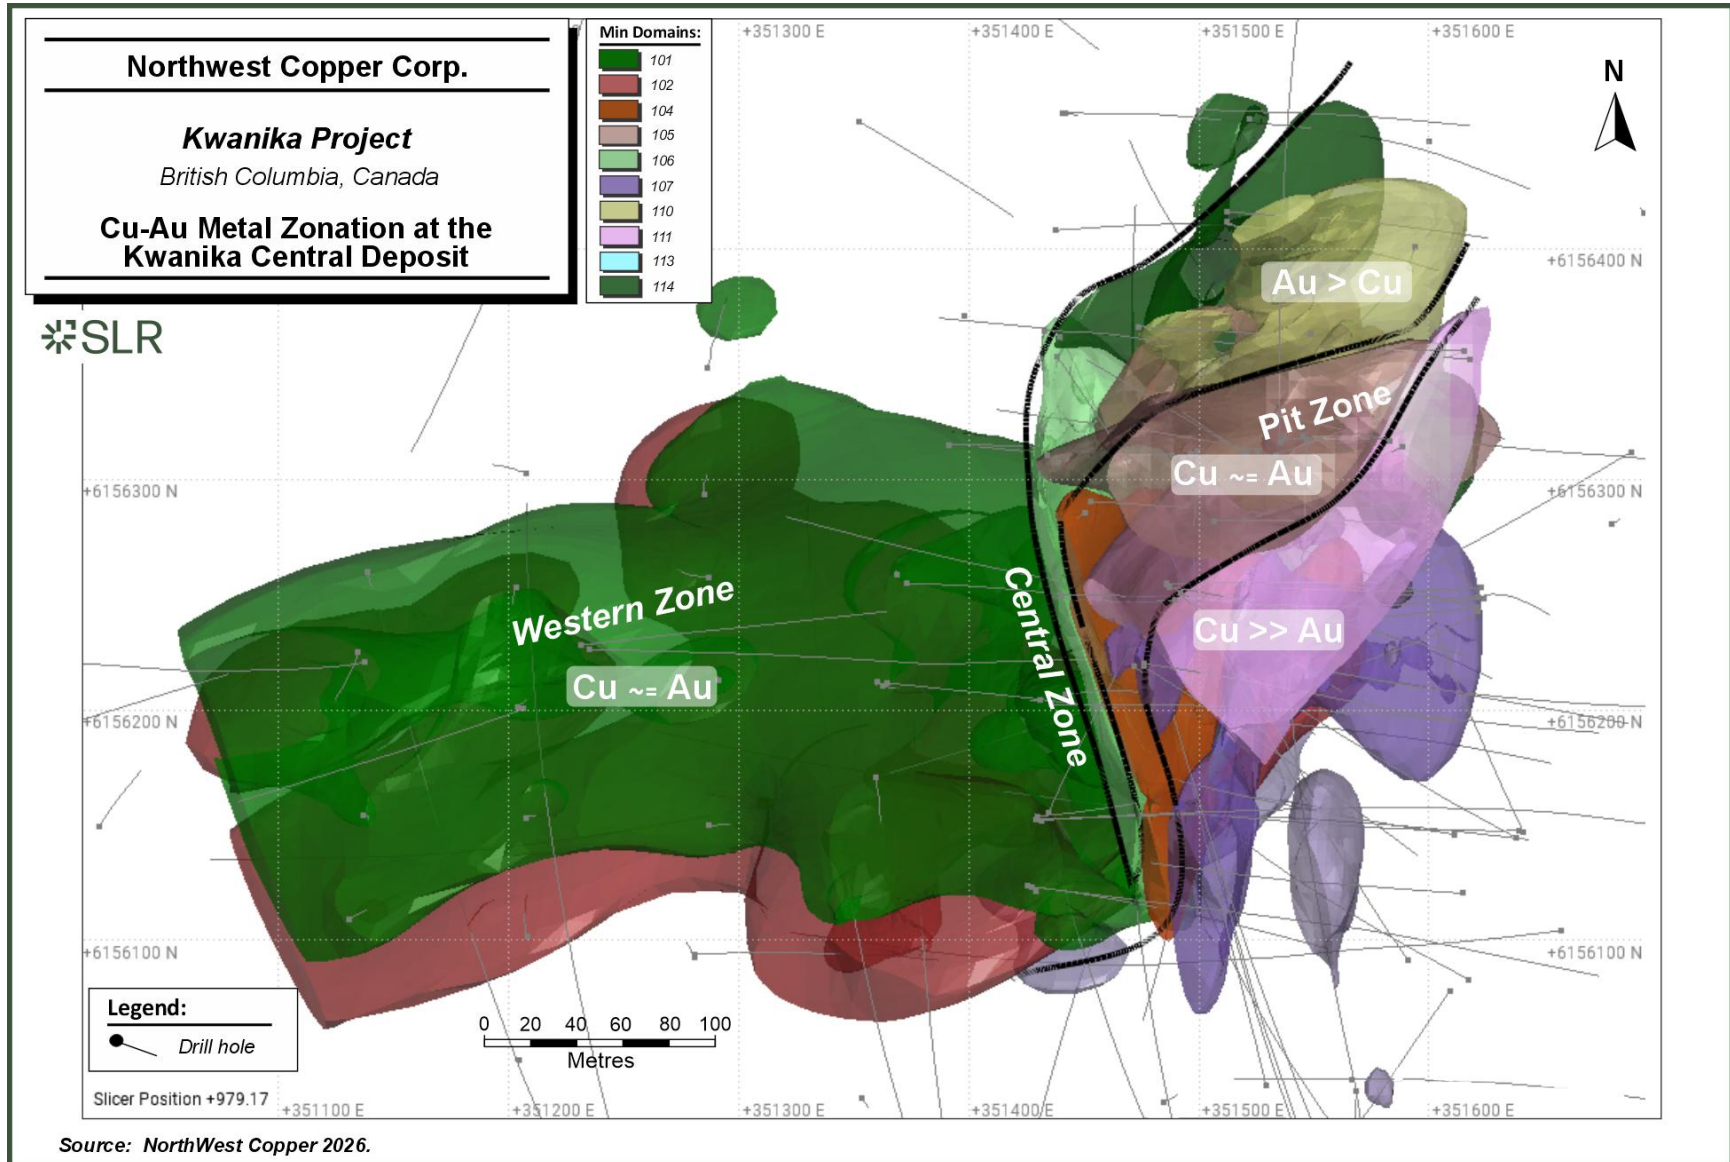 Northwest Copper Corp.
Kwanika Project
British Columbia, Canada
Cu-Au Metal Zonation at the
Kwanika Central Deposit
SLR
Min Domains:
101
102
104
105
106
107
110
111
113
114
+351300 E
+351400 E
+351500 E
+351600 E
N
+6156400 N
+6156300 N
+6156300 N
+6156200 N
+6156200 N
+6156100 N
+6156100 N
Au > Cu
Pit Zone
Cu ~= Au
Central Zone
Cu >> Au
Western Zone
Cu ~= Au
Legend:
Drill hole
0 20 40 60 80 100
Metres
Slicer Position +979.17
+351100 E
+351200 E
+351300 E
+351400 E
+351500 E
+351600 E
Source: NorthWest Copper 2026.